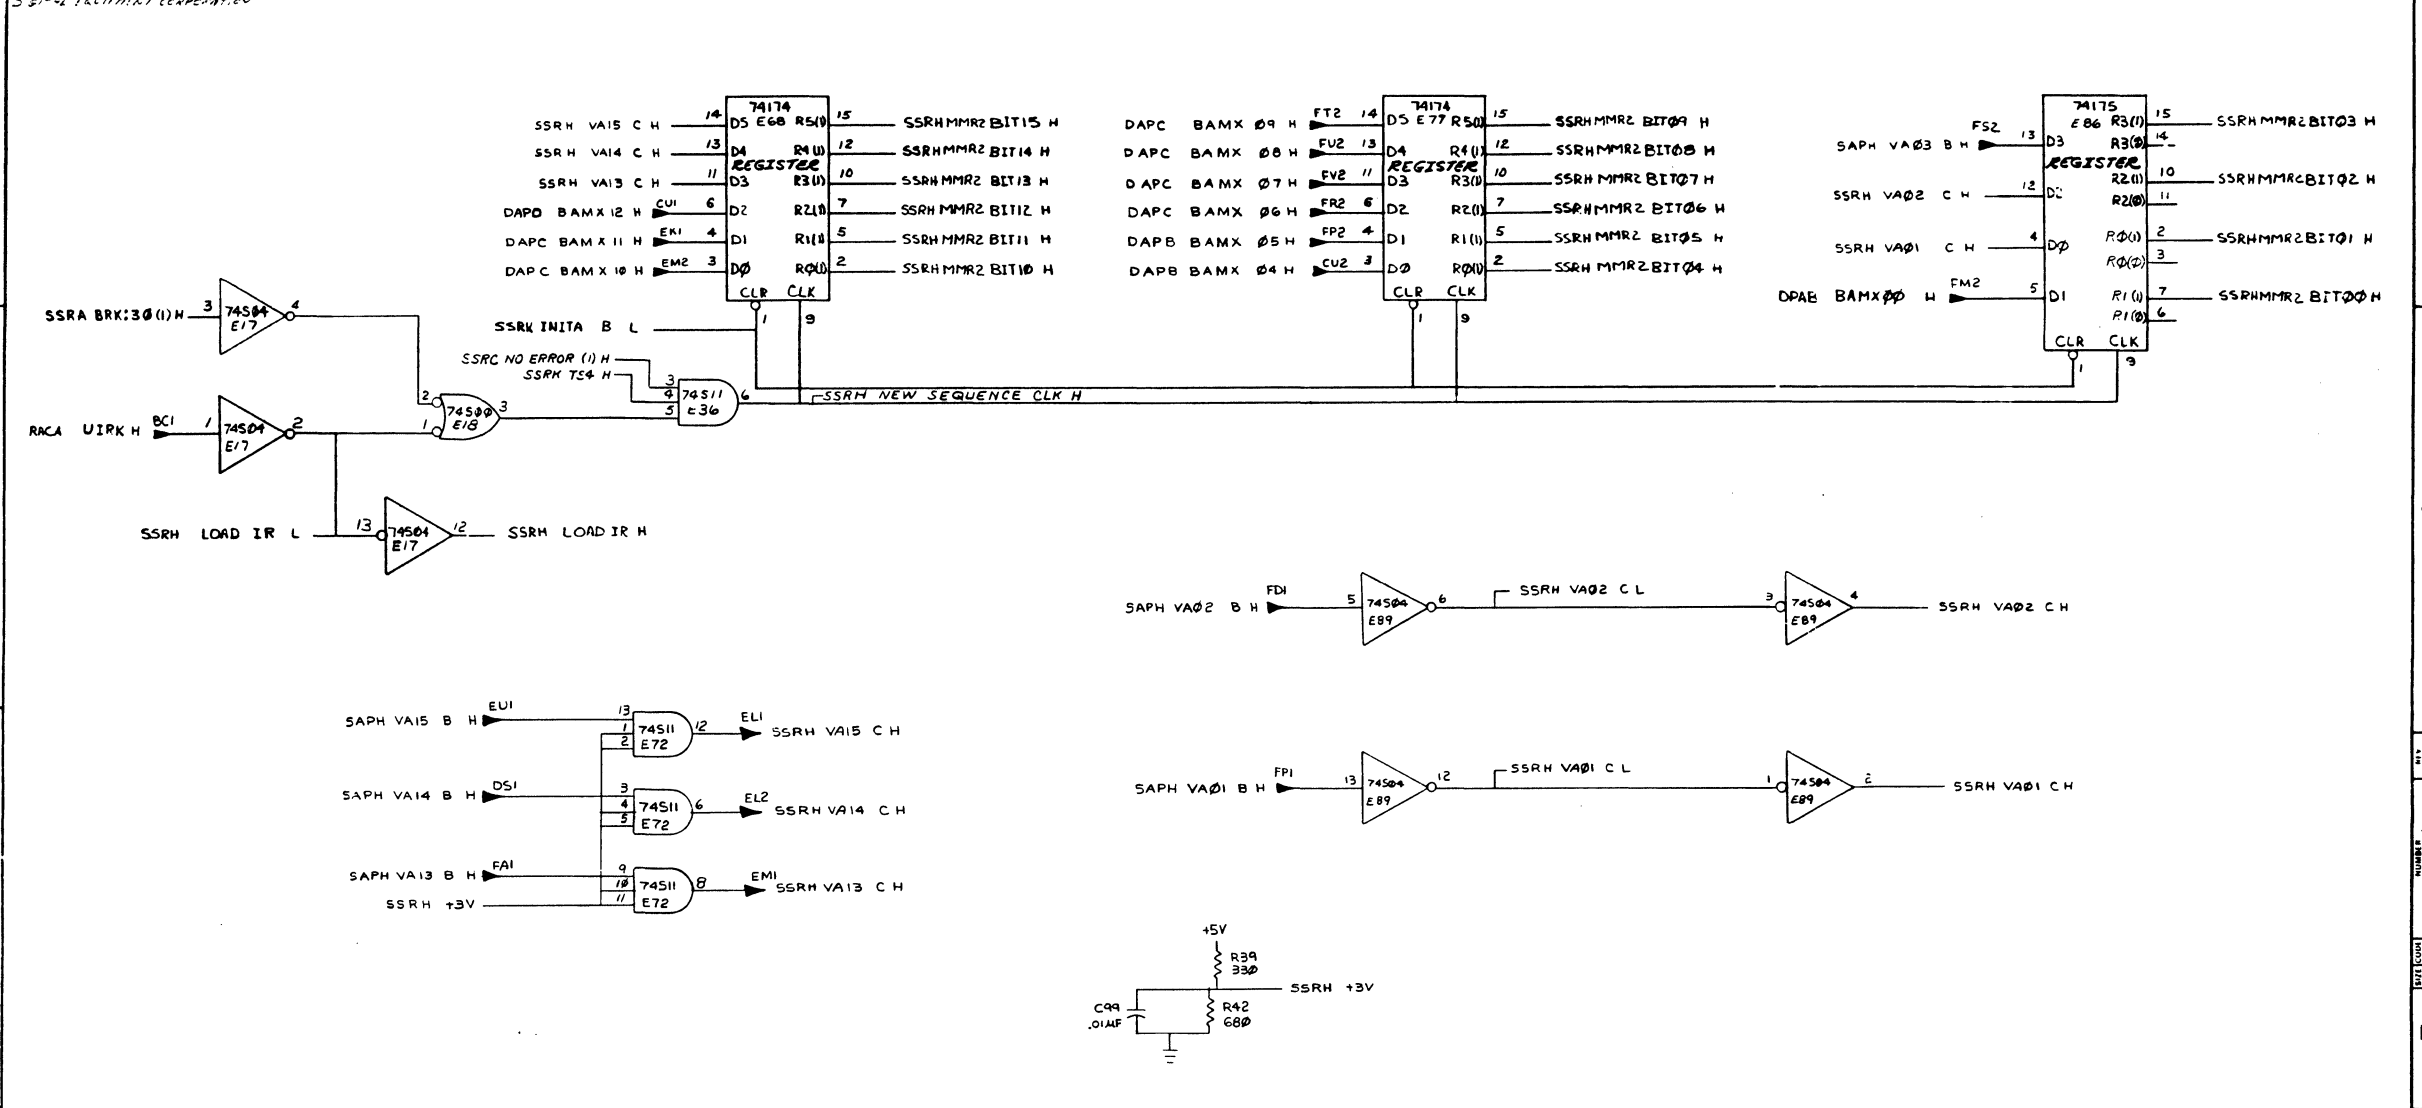 74174
E68
REGISTER
SSRH VA15 C H 14 D5 R5(1) 15 SSRH MMR2 BIT15 H
SSRH VA14 C H 13 D4 R4(1) 12 SSRH MMR2 BIT14 H
SSRH VA13 C H 11 D3 R3(1) 10 SSRH MMR2 BIT13 H
DAPD BAMX 12 H CU1 6 D2 R2(1) 7 SSRH MMR2 BIT12 H
DAPC BAMX 11 H EK1 4 D1 R1(1) 5 SSRH MMR2 BIT11 H
DAPC BAMX 1Ø H EM2 3 DØ RØ(1) 2 SSRH MMR2 BIT1Ø H
CLR CLK
1 9
74174
E77
REGISTER
DAPC BAMX Ø9 H FT2 14 D5 R5(1) 15 SSRH MMR2 BITØ9 H
DAPC BAMX Ø8 H FU2 13 D4 R4(1) 12 SSRH MMR2 BITØ8 H
DAPC BAMX Ø7 H FV2 11 D3 R3(1) 10 SSRH MMR2 BITØ7 H
DAPC BAMX Ø6 H FR2 6 D2 R2(1) 7 SSRH MMR2 BITØ6 H
DAPB BAMX Ø5 H FP2 4 D1 R1(1) 5 SSRH MMR2 BITØ5 H
DAPB BAMX Ø4 H CU2 3 DØ RØ(1) 2 SSRH MMR2 BITØ4 H
CLR CLK
1 9
74175
E86
REGISTER
R3(1) 15 SSRH MMR2 BITØ3 H
SAPH VAØ3 B H FS2 13 D3 R3(Ø) 14
R2(1) 10 SSRH MMR2 BITØ2 H
SSRH VAØ2 C H 12 D2 R2(Ø) 11
RØ(1) 2 SSRH MMR2 BITØ1 H
SSRH VAØ1 C H 4 DØ RØ(Ø) 3
DPAB BAMXØØ H FM2 5 D1 R1(1) 7 SSRH MMR2 BITØØ H
R1(Ø) 6
CLR CLK
1 9
SSRA BRK:3Ø(1) H 3 74SØ4 E17 4
SSRK INITA B L
SSRC NO ERROR (1) H 3
SSRK TS4 H 4
5 74S11 E36 6
SSRH NEW SEQUENCE CLK H
2 1 74SØØ E18 3
RACA UIRK H BC1 1 74SØ4 E17 2
SSRH LOAD IR L 13 74SØ4 E17 12 SSRH LOAD IR H
SAPH VAØ2 B H FD1 5 74SØ4 E89 6 SSRH VAØ2 C L 3 74SØ4 E89 4 SSRH VAØ2 C H
SAPH VA15 B H EU1 13 1 2 74S11 E72 12 EL1 SSRH VA15 C H
SAPH VAØ1 B H FP1 13 74SØ4 E89 12 SSRH VAØ1 C L 1 74SØ4 E89 2 SSRH VAØ1 C H
SAPH VA14 B H DS1 3 4 5 74S11 E72 6 EL2 SSRH VA14 C H
SAPH VA13 B H FA1 9 1Ø 11 74S11 E72 8 EM1 SSRH VA13 C H
SSRH +3V
+5V
R39
33Ø
SSRH +3V
C99
.01MF
R42
68Ø
NUMBER
SIZE CODE